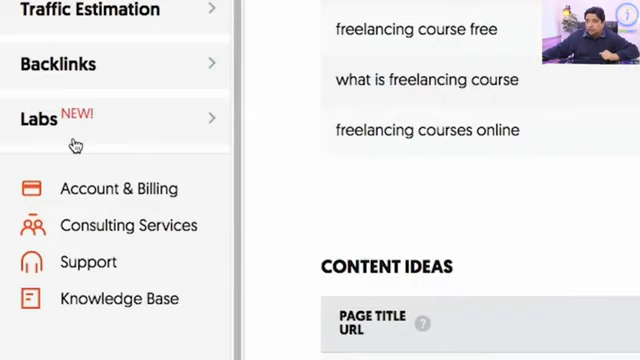 Traffic Estimation
Backlinks
Labs NEW!
Account & Billing
Consulting Services
Support
Knowledge Base
freelancing course free
what is freelancing course
freelancing courses online
CONTENT IDEAS
PAGE TITLE
URL
?